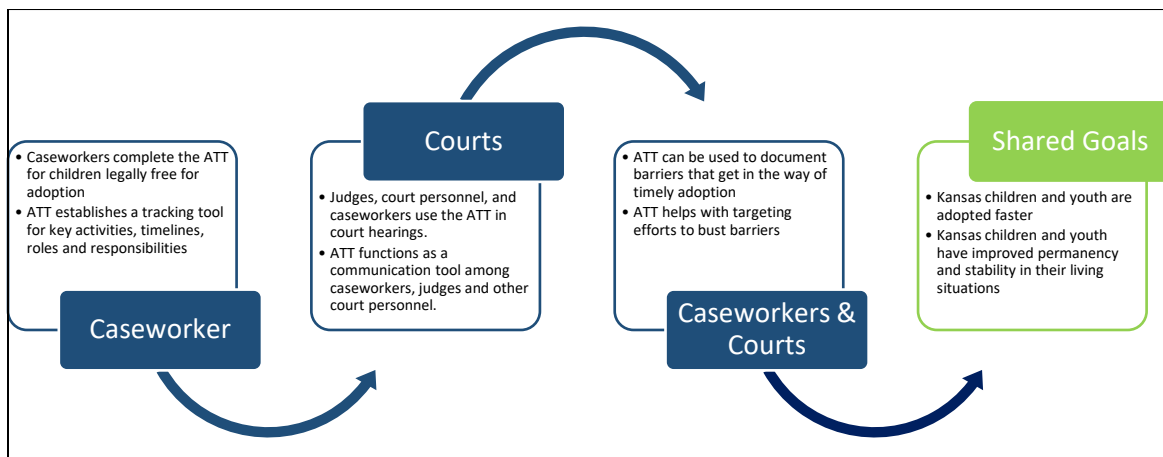 • Caseworkers complete the ATT
for children legally free for
adoption
• ATT establishes a tracking tool
for key activities, timelines,
roles and responsibilities
Caseworker
Courts
• Judges, court personnel, and
caseworkers use the ATT in
court hearings.
• ATT functions as a
communication tool among
caseworkers, judges and other
court personnel.
• ATT can be used to document
barriers that get in the way of
timely adoption
• ATT helps with targeting
efforts to bust barriers
Caseworkers &
Courts
Shared Goals
• Kansas children and youth are
adopted faster
• Kansas children and youth
have improved permanency
and stability in their living
situations